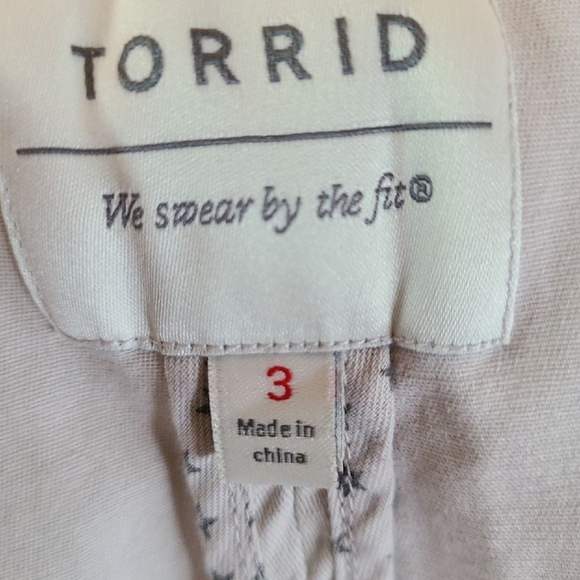 TORRID
We swear by the fit®
3
Made in
china